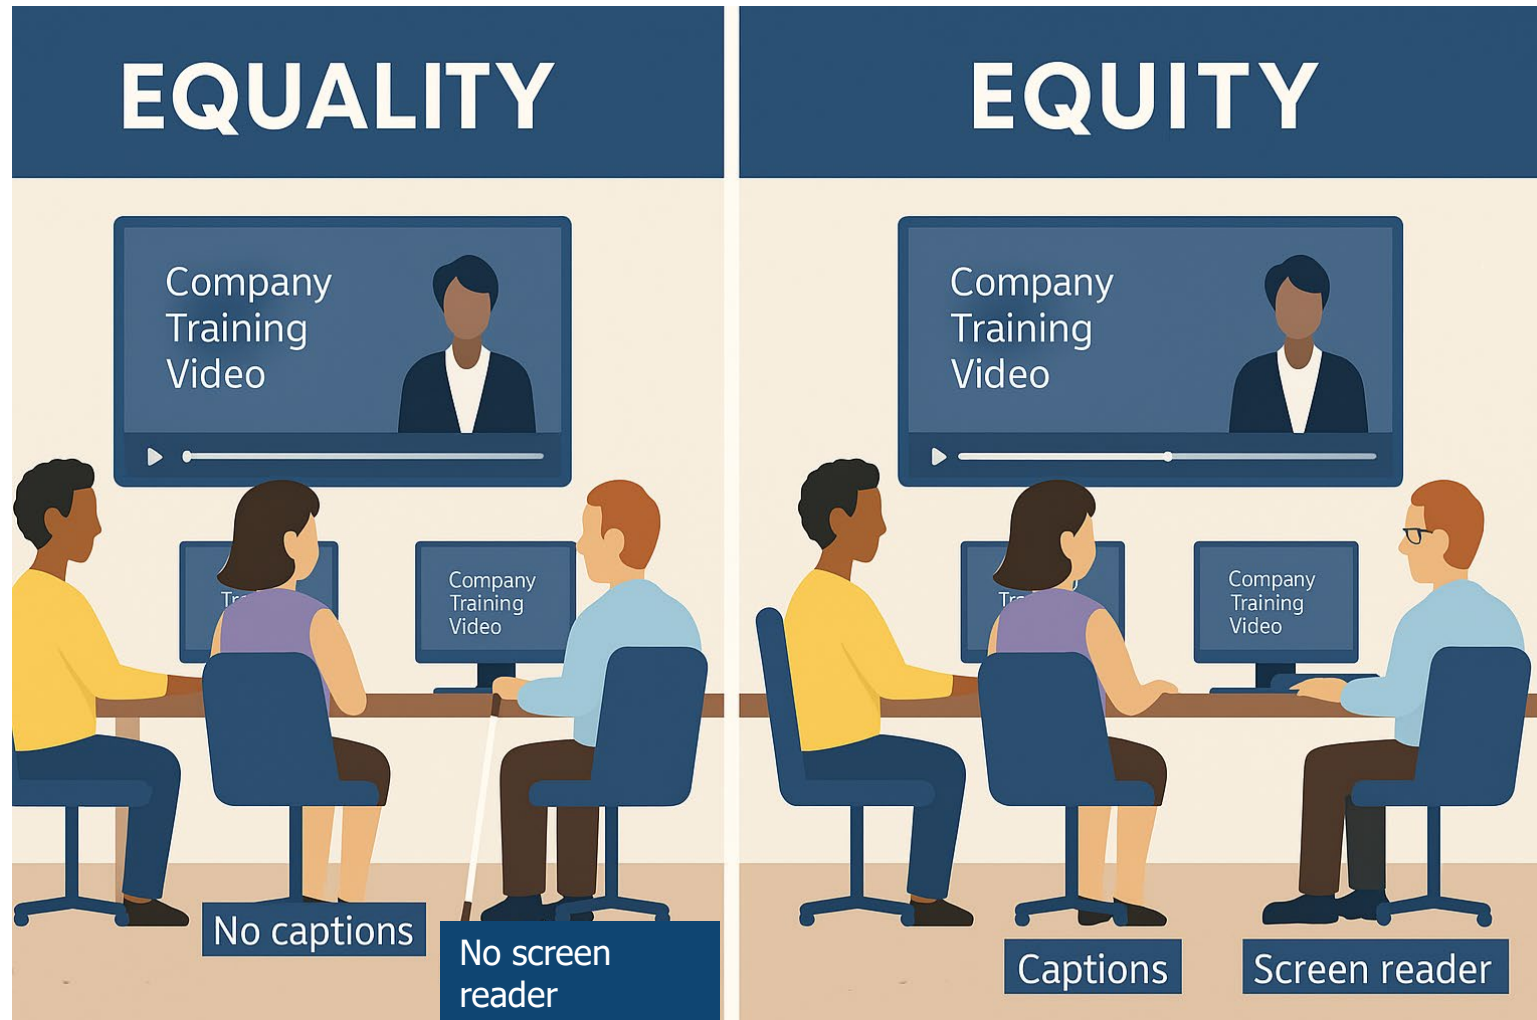 EQUALITY
Company
Training
Video
Company
Training
Video
No captions
No screen
reader
EQUITY
Company
Training
Video
Company
Training
Video
Captions
Screen reader